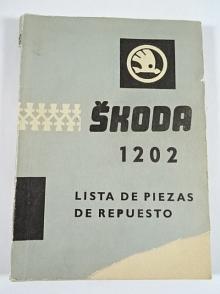 ŠKODA
1202
LISTA DE PIEZAS
DE REPUESTO